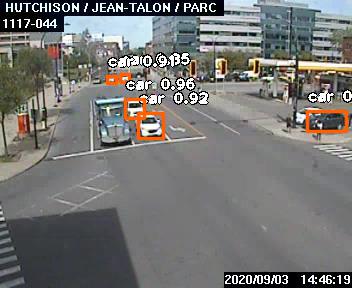 HUTCHISON / JEAN-TALON / PARC
1117-044
car 0.96
car 0.92
car 0
2020/09/03 14:46:19